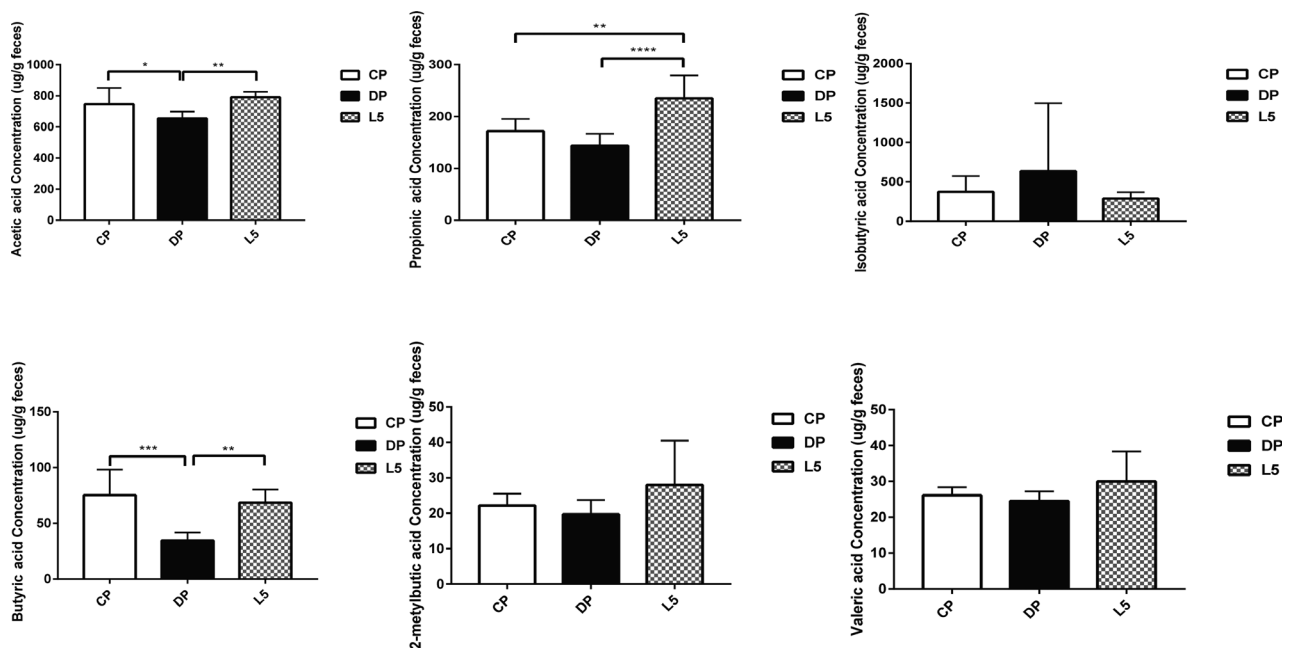 Acetic acid Concentration (ug/g feces)
1000
800
600
400
200
0
*
**
CP
DP
L5
CP
DP
L5
Propionic acid Concentration (ug/g feces)
300
200
100
0
**
****
CP
DP
L5
CP
DP
L5
Isobutyric acid Concentration (ug/g feces)
2000
1500
1000
500
0
CP
DP
L5
CP
DP
L5
Butyric acid Concentration (ug/g feces)
150
100
50
0
***
**
CP
DP
L5
CP
DP
L5
2-metylbutic acid Concentration (ug/g feces)
50
40
30
20
10
0
CP
DP
L5
CP
DP
L5
Valeric acid Concentration (ug/g feces)
50
40
30
20
10
0
CP
DP
L5
CP
DP
L5